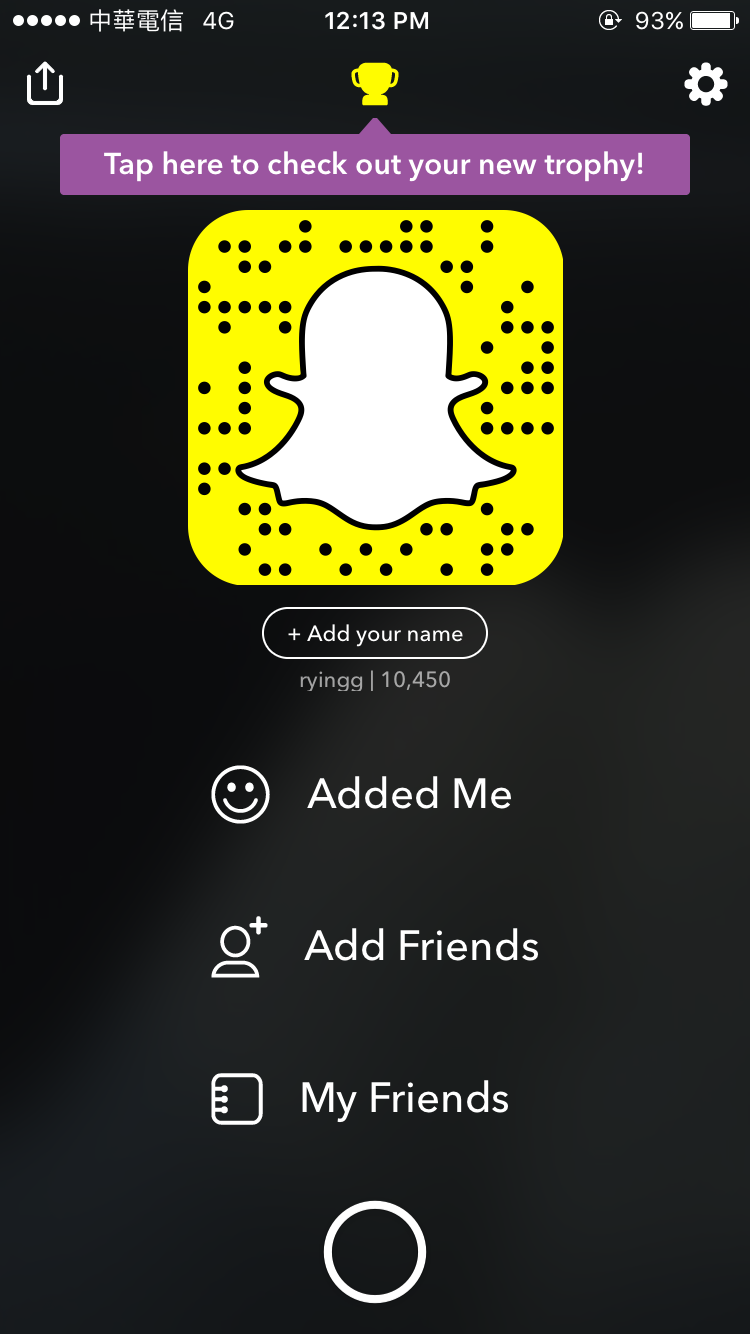 中華電信 4G 12:13 PM 93%
Tap here to check out your new trophy!
+ Add your name
ryingg | 10,450
Added Me
Add Friends
My Friends